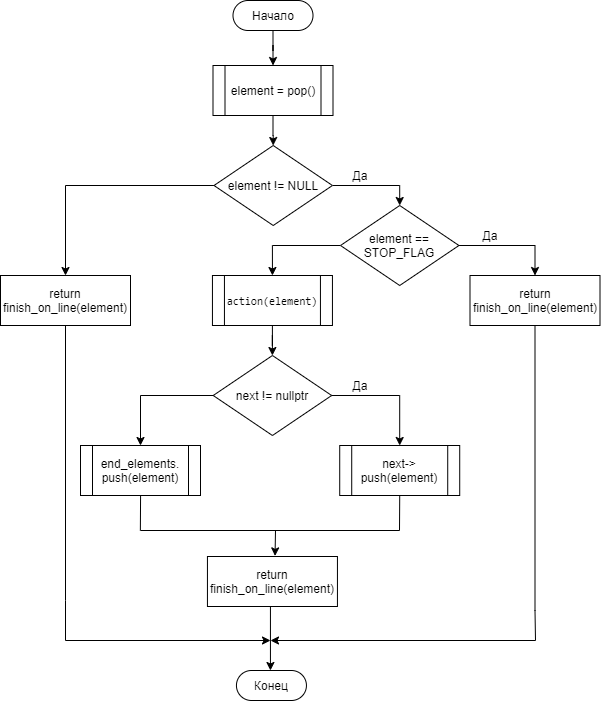 Начало
element = pop()
element != NULL
Да
element ==
STOP_FLAG
Да
return
finish_on_line(element)
action(element)
return
finish_on_line(element)
next != nullptr
Да
end_elements.
push(element)
next->
push(element)
return
finish_on_line(element)
Конец